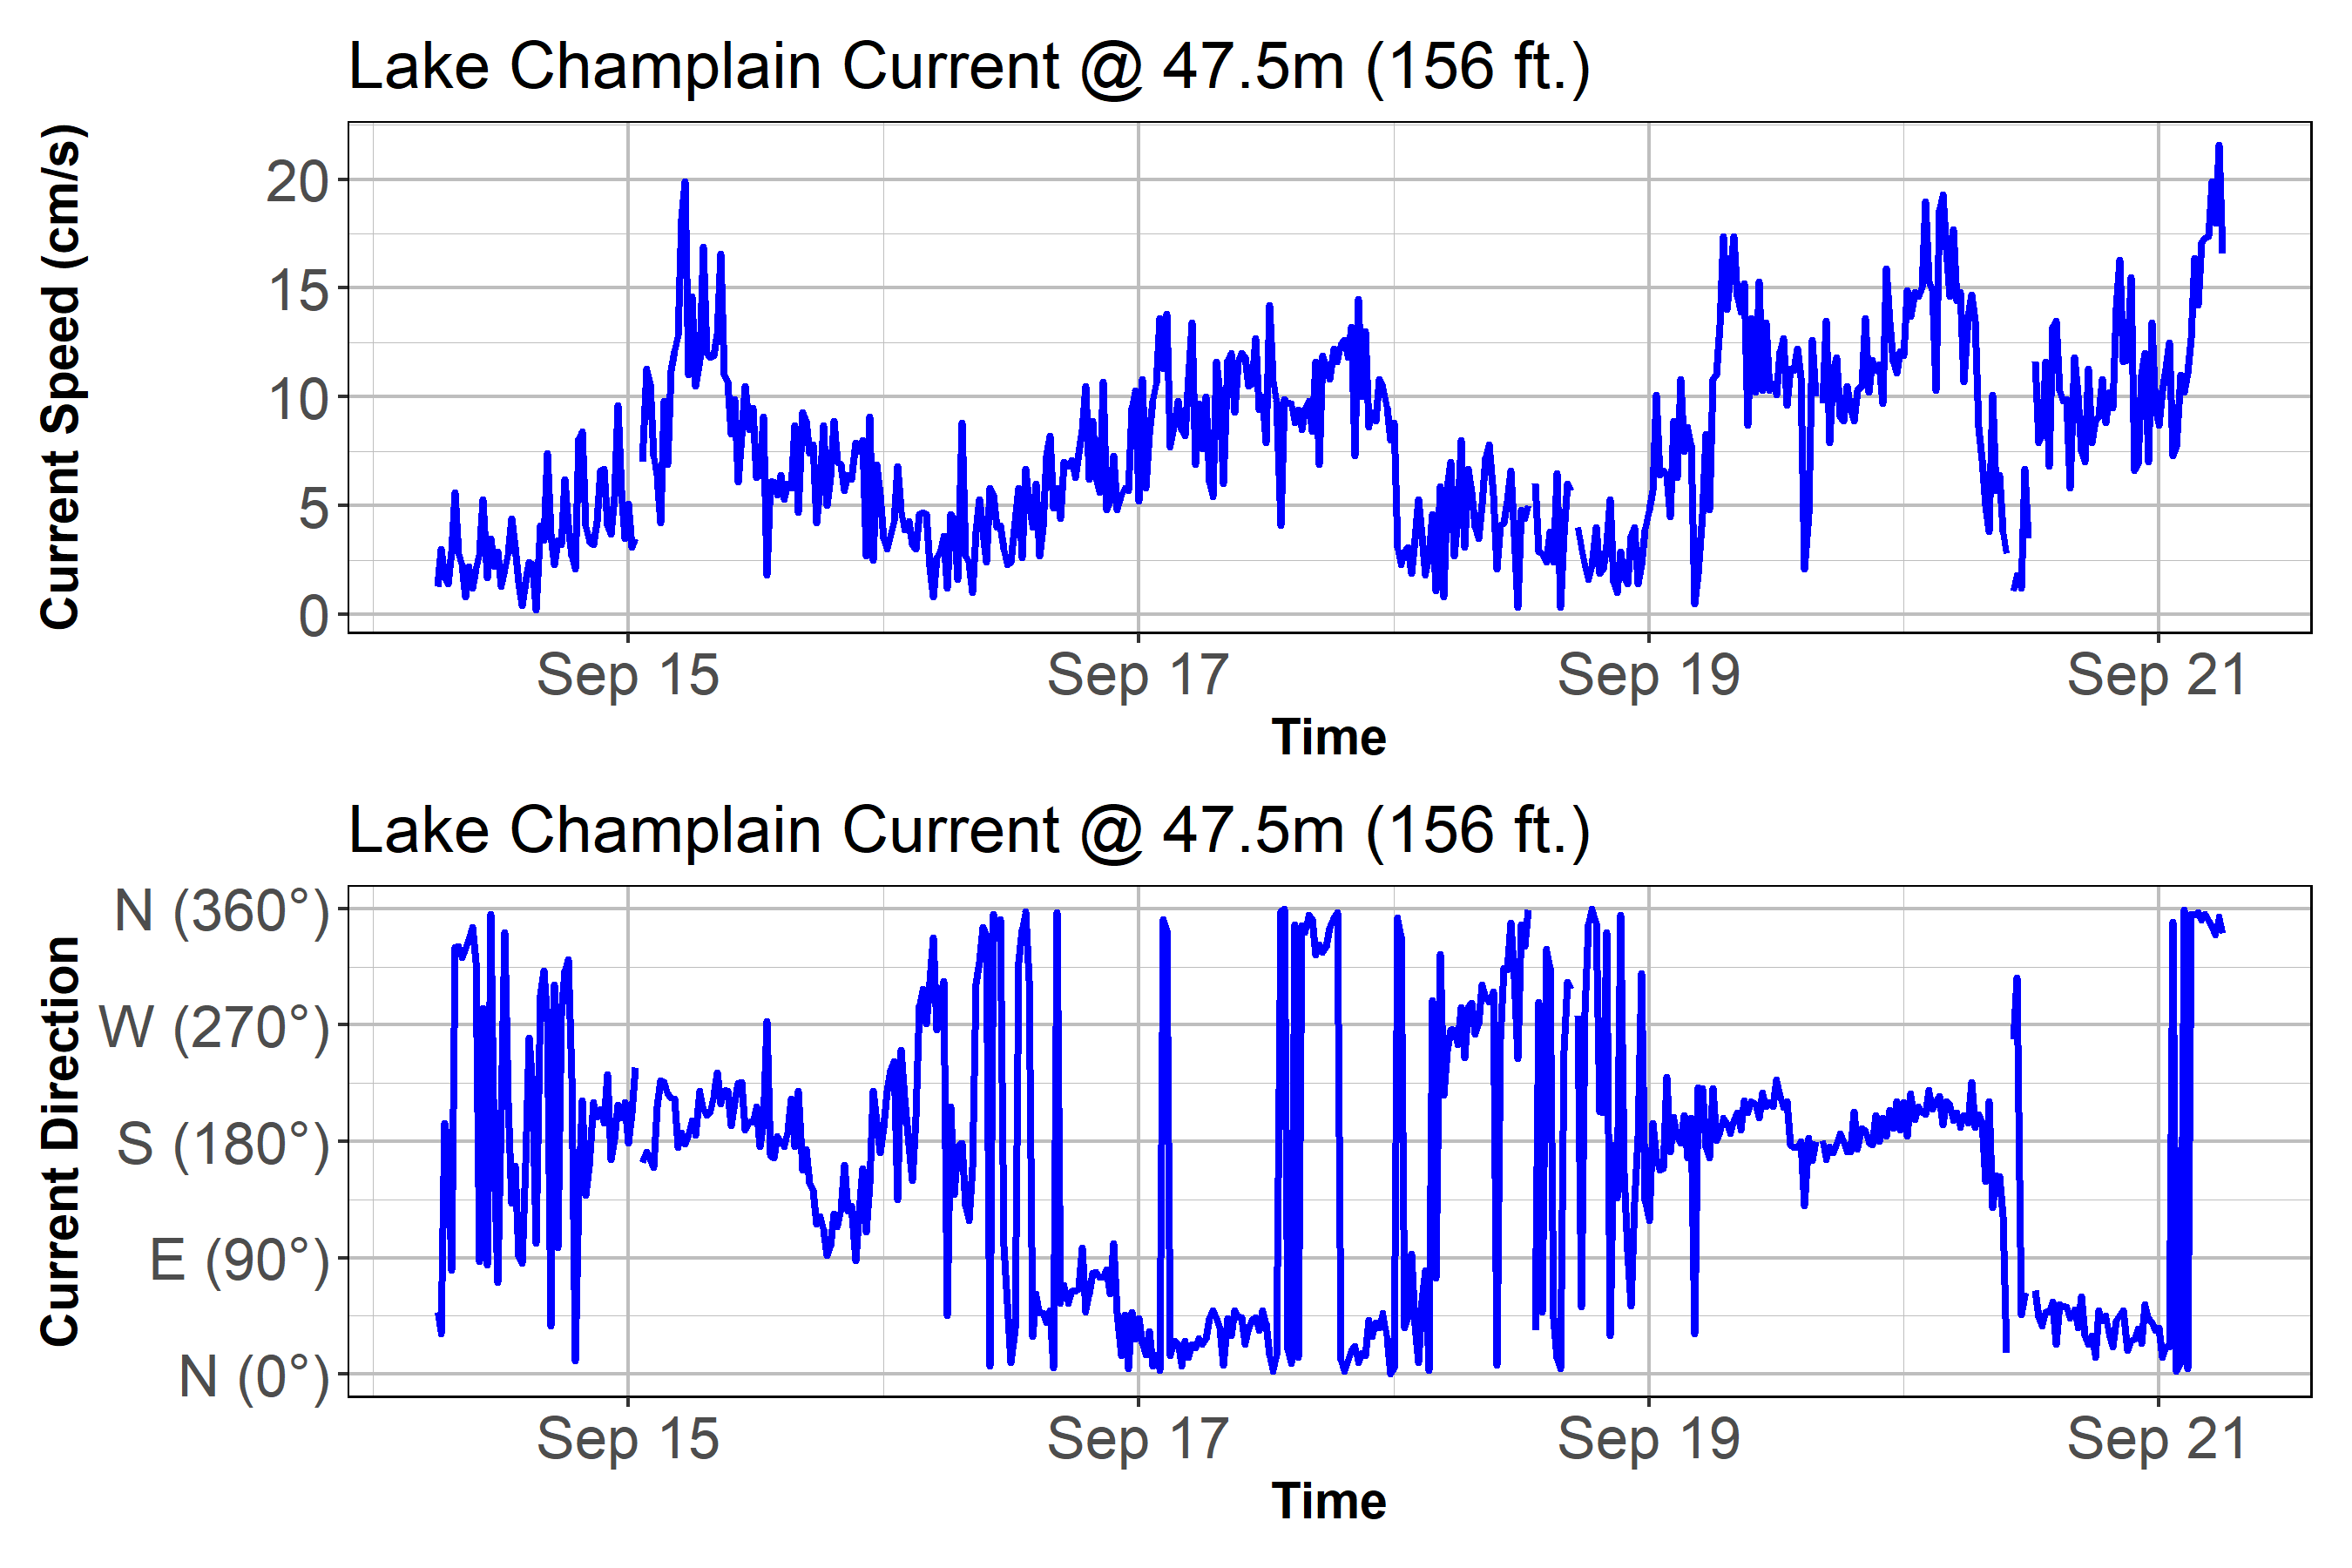 Lake Champlain Current @ 47.5m (156 ft.)
Current Speed (cm/s)
20
15
10
5
0
Sep 15 Sep 17 Sep 19 Sep 21
Time
Lake Champlain Current @ 47.5m (156 ft.)
Current Direction
N (360°)
W (270°)
S (180°)
E (90°)
N (0°)
Sep 15 Sep 17 Sep 19 Sep 21
Time